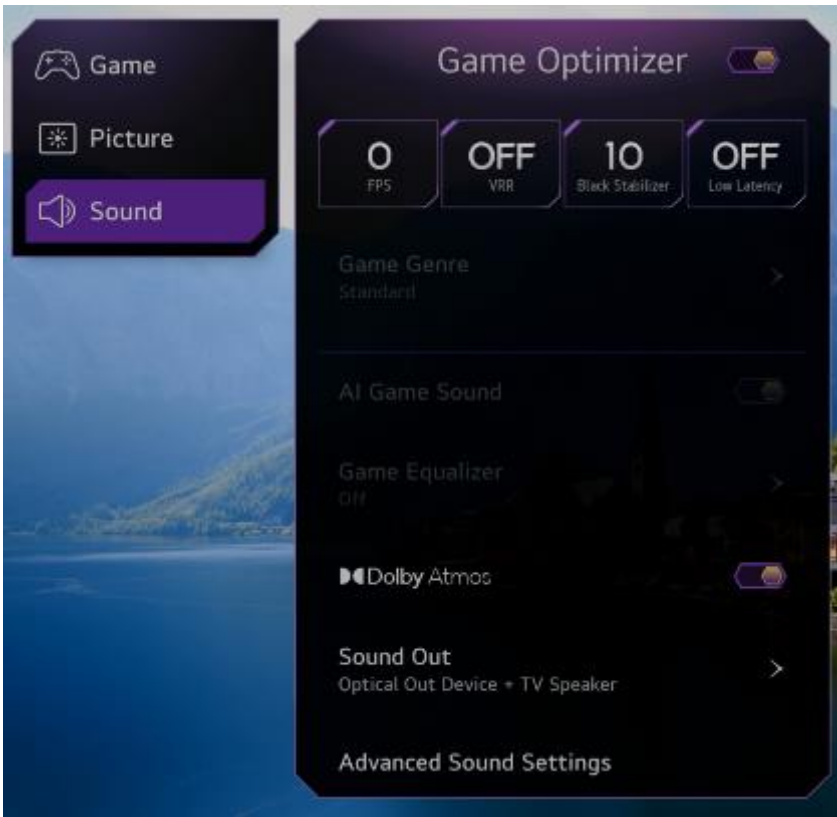 Game
Picture
Sound
Game Optimizer
0
FPS
OFF
VRR
10
Black Stabilizer
OFF
Low Latency
Game Genre
Standard
AI Game Sound
Game Equalizer
Off
Dolby Atmos
Sound Out
Optical Out Device + TV Speaker
Advanced Sound Settings